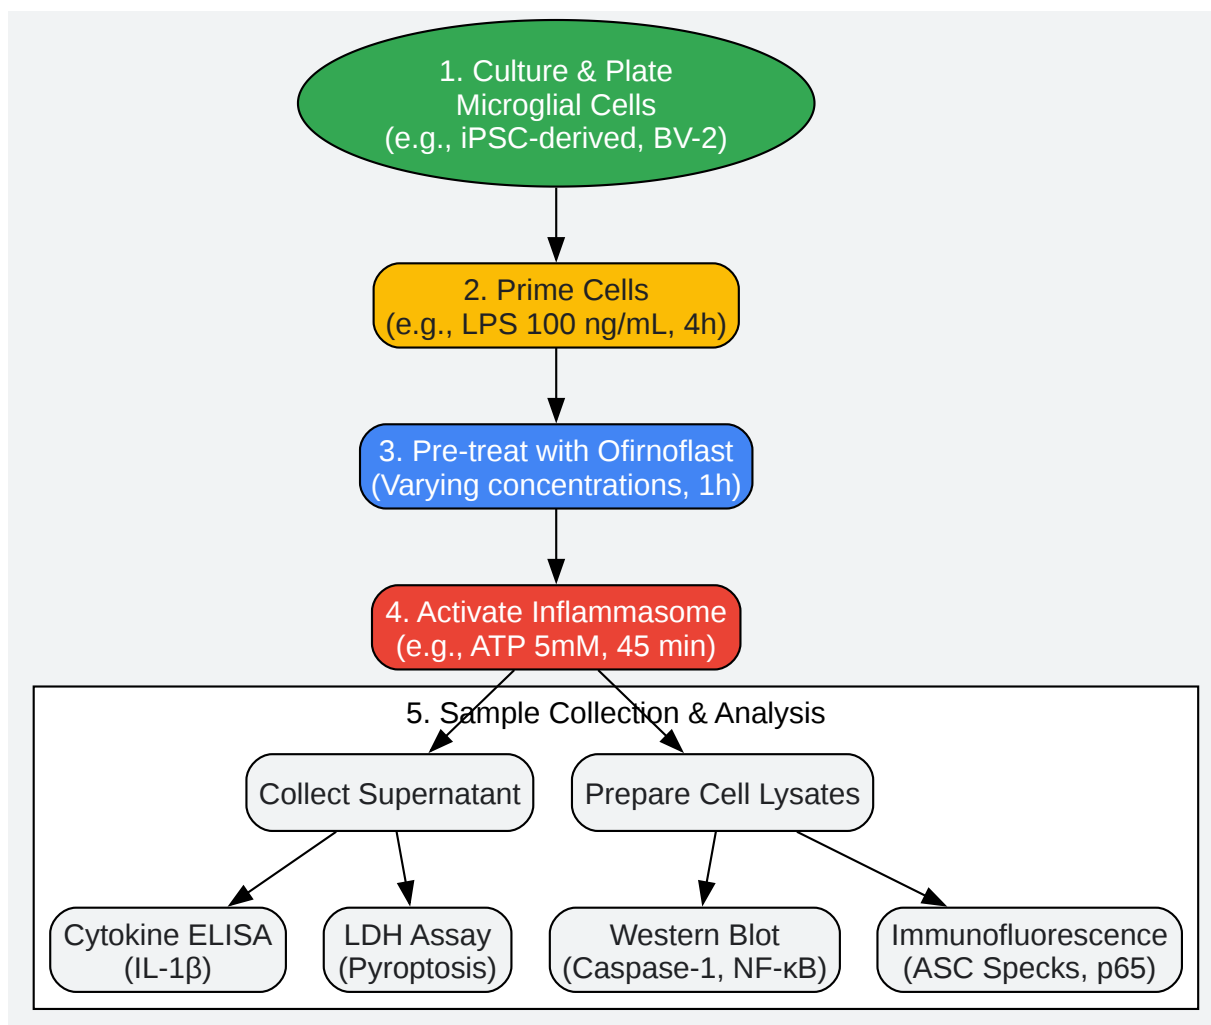 1. Culture & Plate
Microglial Cells
(e.g., iPSC-derived, BV-2)
2. Prime Cells
(e.g., LPS 100 ng/mL, 4h)
3. Pre-treat with Ofirnoflast
(Varying concentrations, 1h)
4. Activate Inflammasome
(e.g., ATP 5mM, 45 min)
5. Sample Collection & Analysis
Collect Supernatant
Prepare Cell Lysates
Cytokine ELISA
(IL-1β)
LDH Assay
(Pyroptosis)
Western Blot
(Caspase-1, NF-κB)
Immunofluorescence
(ASC Specks, p65)